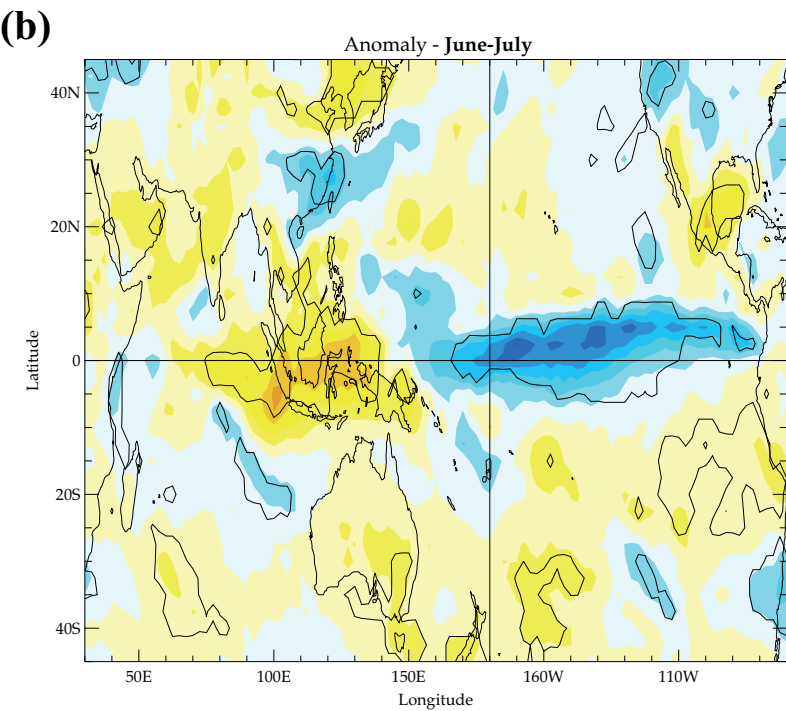 (b)
Anomaly - June-July
40N
20N
0
20S
40S
Latitude
50E
100E
150E
160W
110W
Longitude